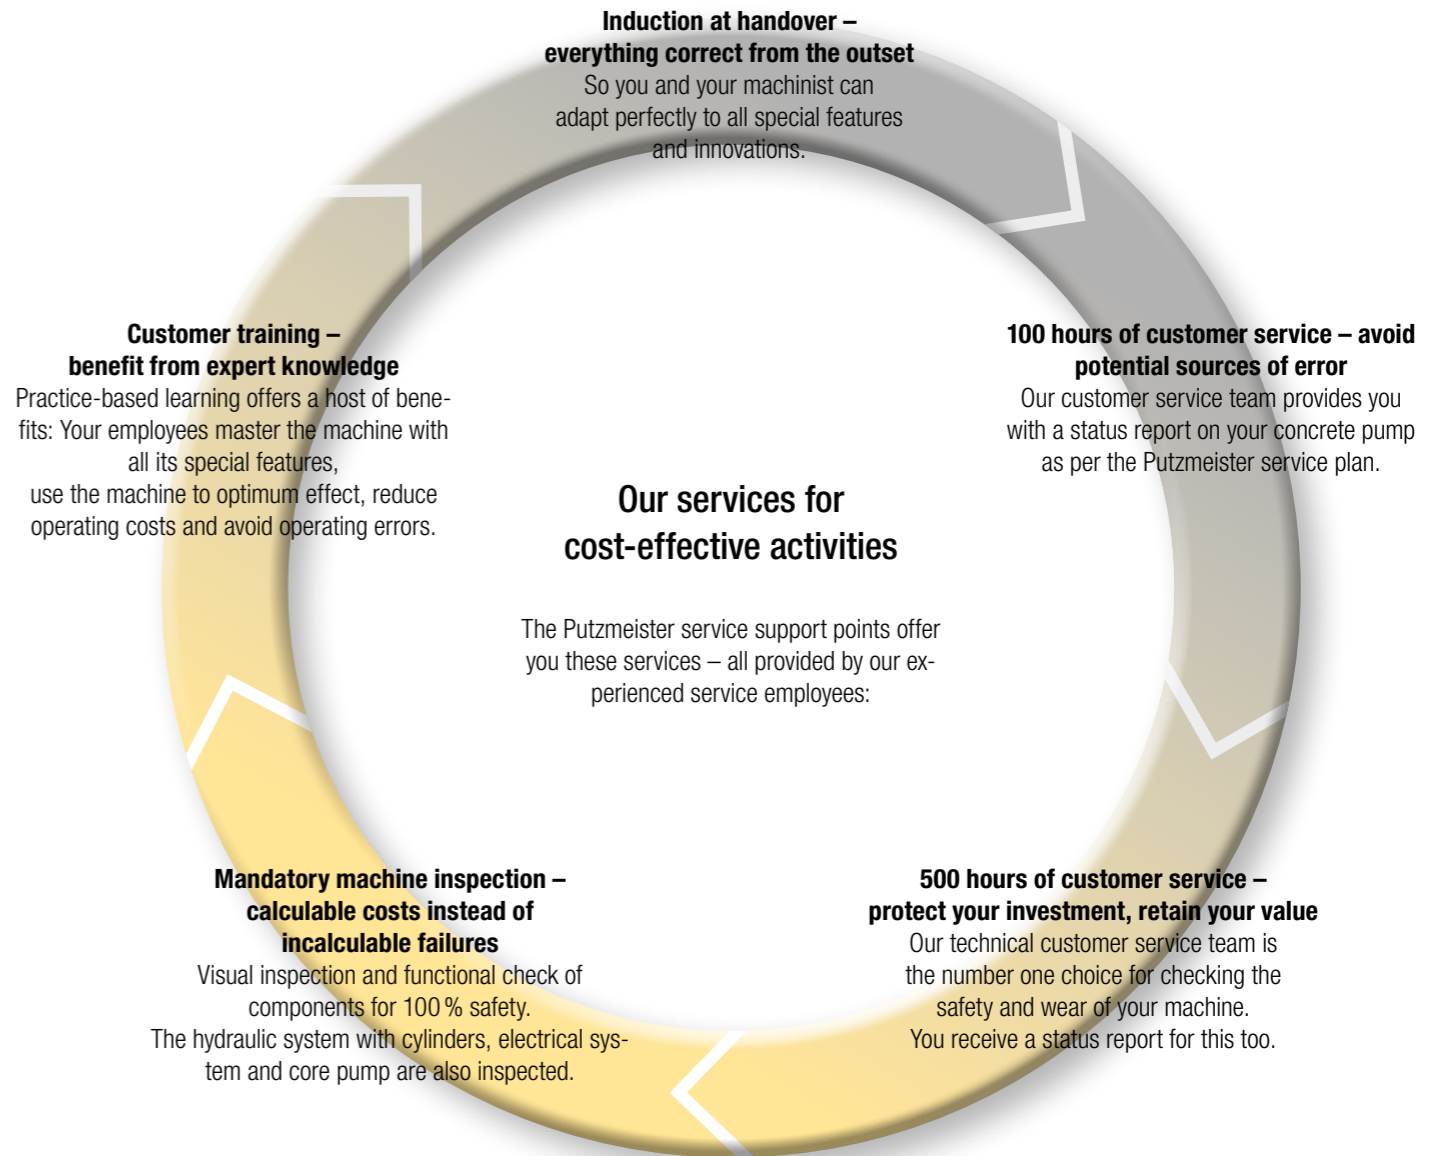 Induction at handover –
everything correct from the outset
So you and your machinist can
adapt perfectly to all special features
and innovations.
100 hours of customer service – avoid
potential sources of error
Our customer service team provides you
with a status report on your concrete pump
as per the Putzmeister service plan.
500 hours of customer service –
protect your investment, retain your value
Our technical customer service team is
the number one choice for checking the
safety and wear of your machine.
You receive a status report for this too.
Mandatory machine inspection –
calculable costs instead of
incalculable failures
Visual inspection and functional check of
components for 100 % safety.
The hydraulic system with cylinders, electrical sys-
tem and core pump are also inspected.
Customer training –
benefit from expert knowledge
Practice-based learning offers a host of bene-
fits: Your employees master the machine with
all its special features,
use the machine to optimum effect, reduce
operating costs and avoid operating errors.
Our services for
cost-effective activities
The Putzmeister service support points offer
you these services – all provided by our ex-
perienced service employees: